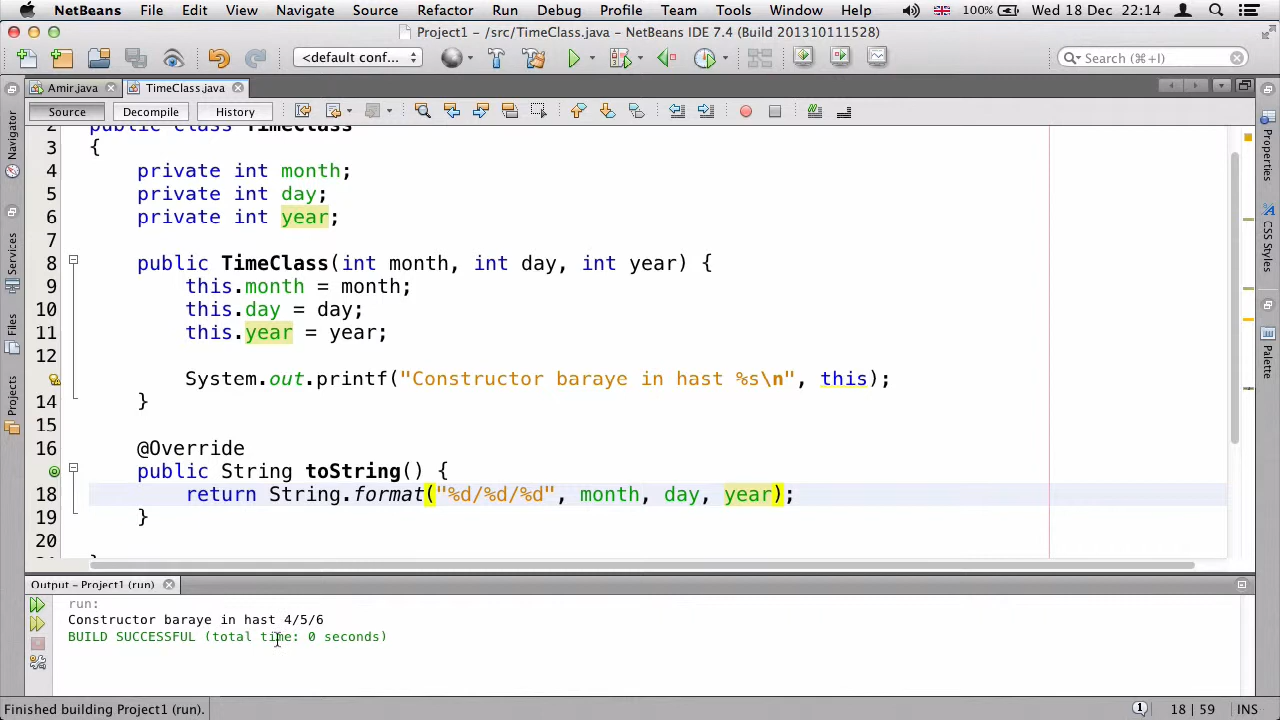 NetBeans File Edit View Navigate Source Refactor Run Debug Profile Team Tools Window Help 100% Wed 18 Dec 22:14
Project1 - /src/TimeClass.java - NetBeans IDE 7.4 (Build 201310111528)
<default conf... Search (⌘+I)
Amir.java TimeClass.java
Source Decompile History
Navigator
Services
Files
Projects
2 public class TimeClass
3 {
4 private int month;
5 private int day;
6 private int year;
7
8 public TimeClass(int month, int day, int year) {
9 this.month = month;
10 this.day = day;
11 this.year = year;
12
System.out.printf("Constructor baraye in hast %s\n", this);
14 }
15
16 @Override
public String toString() {
18 return String.format("%d/%d/%d", month, day, year);
19 }
20
Properties
CSS Styles
Palette
Output - Project1 (run)
run:
Constructor baraye in hast 4/5/6
BUILD SUCCESSFUL (total time: 0 seconds)
Finished building Project1 (run). 1 18 | 59 INS